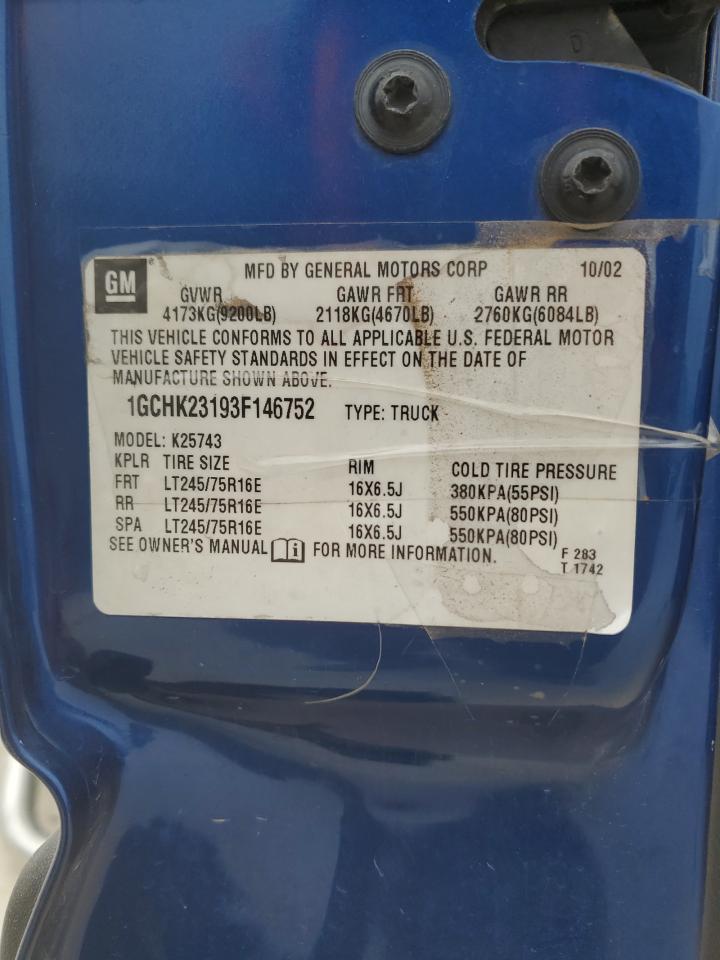 D
GM ® MFD BY GENERAL MOTORS CORP 10/02
GVWR GAWR FRT GAWR RR
4173KG(9200LB) 2118KG(4670LB) 2760KG(6084LB)
THIS VEHICLE CONFORMS TO ALL APPLICABLE U.S. FEDERAL MOTOR
VEHICLE SAFETY STANDARDS IN EFFECT ON THE DATE OF
MANUFACTURE SHOWN ABOVE.
1GCHK23193F146752 TYPE: TRUCK
MODEL: K25743
KPLR TIRE SIZE RIM COLD TIRE PRESSURE
FRT LT245/75R16E 16X6.5J 380KPA(55PSI)
RR LT245/75R16E 16X6.5J 550KPA(80PSI)
SPA LT245/75R16E 16X6.5J 550KPA(80PSI)
SEE OWNER'S MANUAL FOR MORE INFORMATION.
F 283
T 1742